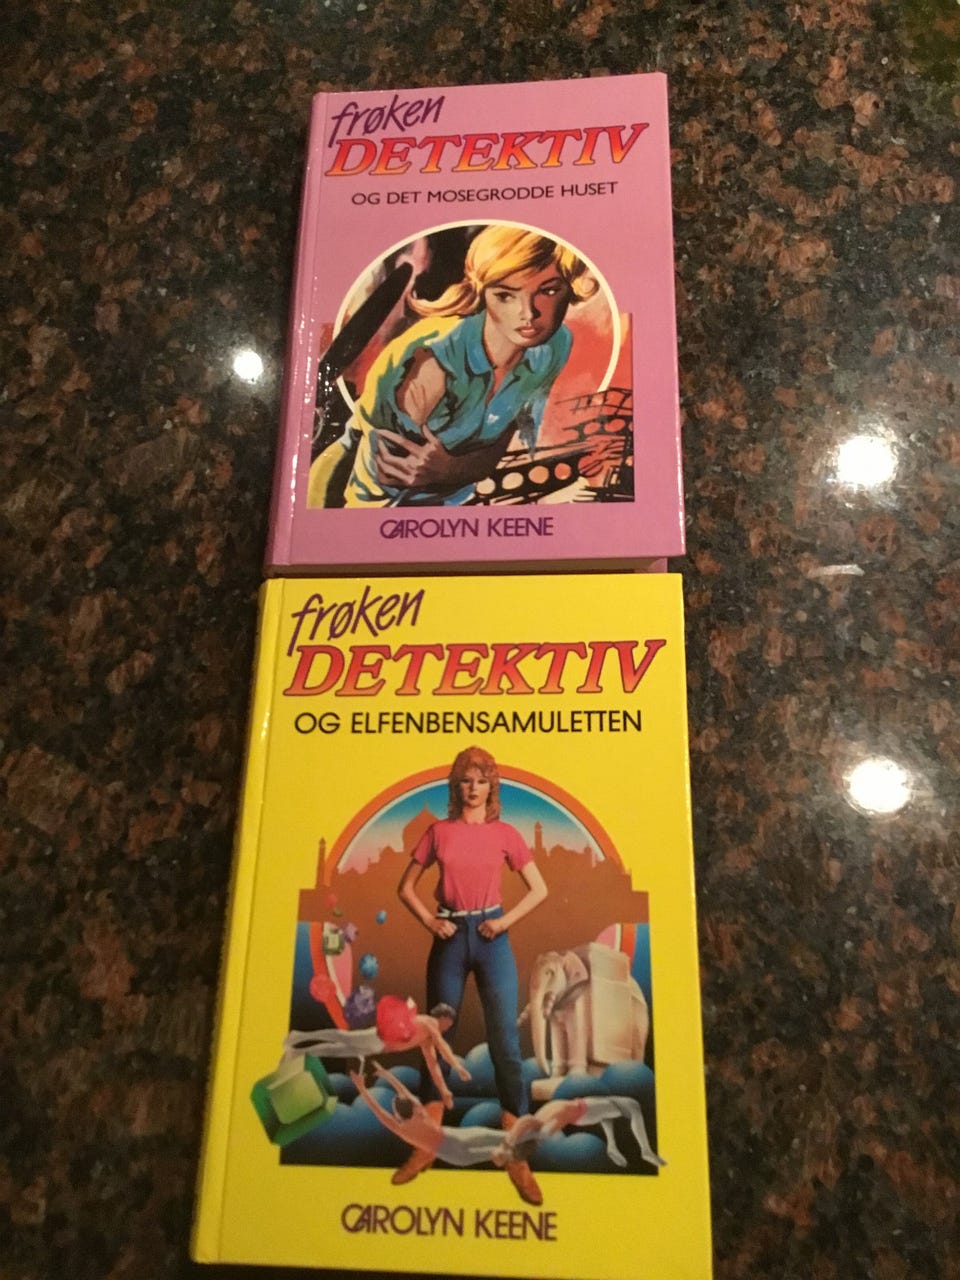 frøken
DETEKTIV
OG DET MOSEGRODDE HUSET
CAROLYN KEENE
frøken
DETEKTIV
OG ELFENBENSAMULETTEN
CAROLYN KEENE